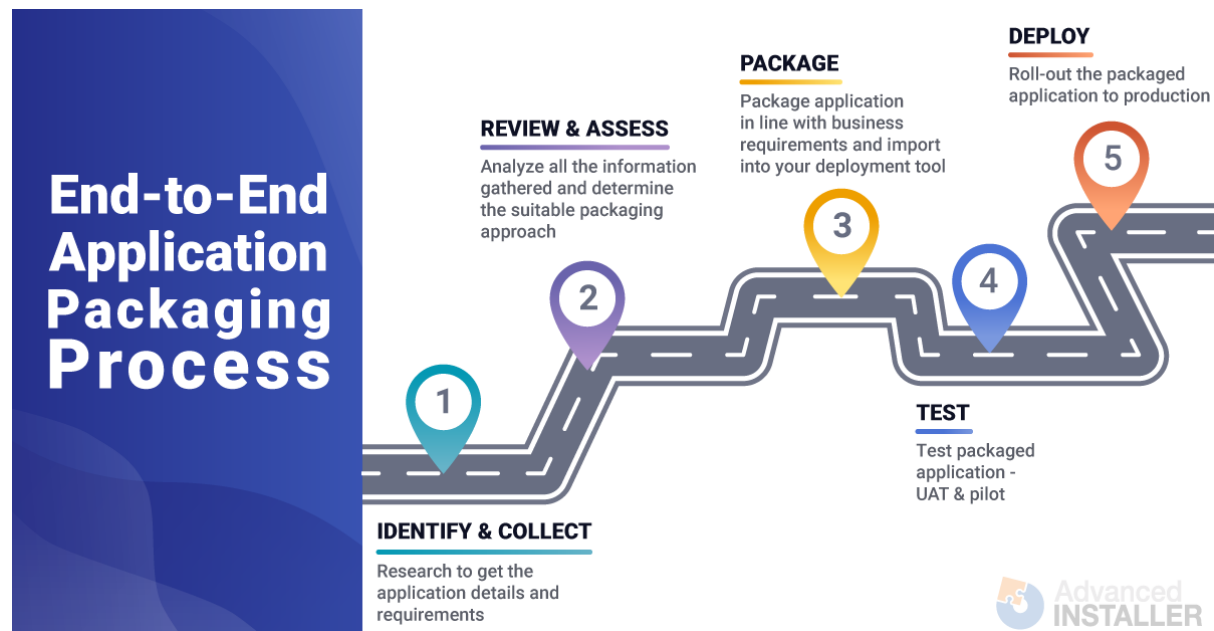 End-to-End
Application
Packaging
Process
1
IDENTIFY & COLLECT
Research to get the
application details and
requirements
2
REVIEW & ASSESS
Analyze all the information
gathered and determine
the suitable packaging
approach
3
PACKAGE
Package application
in line with business
requirements and import
into your deployment tool
4
TEST
Test packaged
application -
UAT & pilot
5
DEPLOY
Roll-out the packaged
application to production
Advanced
INSTALLER